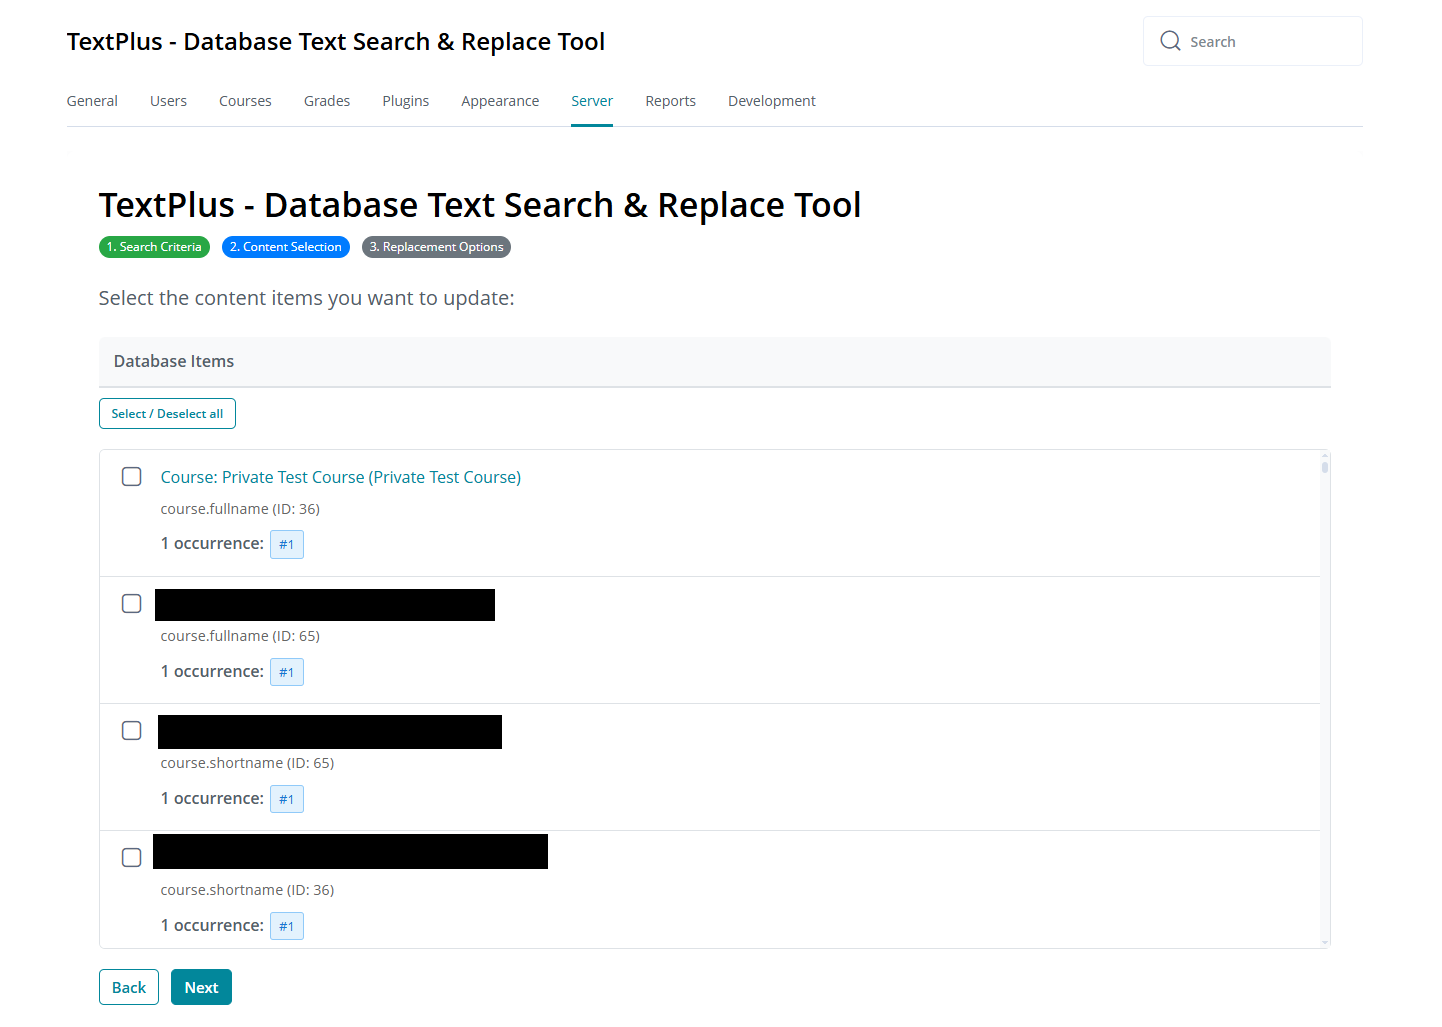 TextPlus - Database Text Search & Replace Tool
Search
General Users Courses Grades Plugins Appearance Server Reports Development
TextPlus - Database Text Search & Replace Tool
1. Search Criteria 2. Content Selection 3. Replacement Options
Select the content items you want to update:
Database Items
Select / Deselect all
Course: Private Test Course (Private Test Course)
course.fullname (ID: 36)
1 occurrence: #1
course.fullname (ID: 65)
1 occurrence: #1
course.shortname (ID: 65)
1 occurrence: #1
course.shortname (ID: 36)
1 occurrence: #1
Back Next